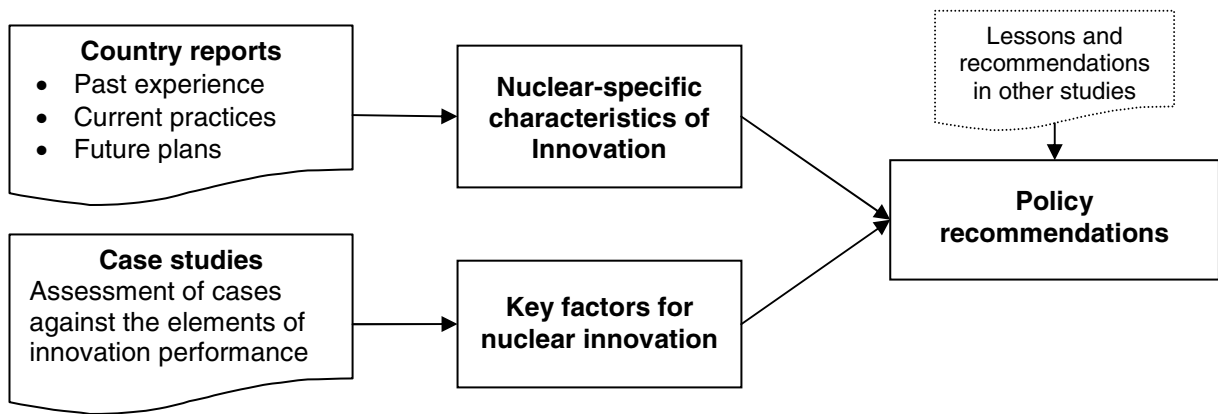 Country reports
• Past experience
• Current practices
• Future plans
Nuclear-specific
characteristics of
Innovation
Lessons and
recommendations
in other studies
Policy
recommendations
Case studies
Assessment of cases
against the elements of
innovation performance
Key factors for
nuclear innovation